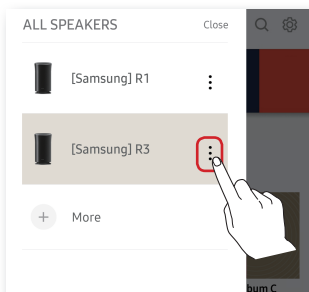 ALL SPEAKERS Close
[Samsung] R1
[Samsung] R3
More
bum C